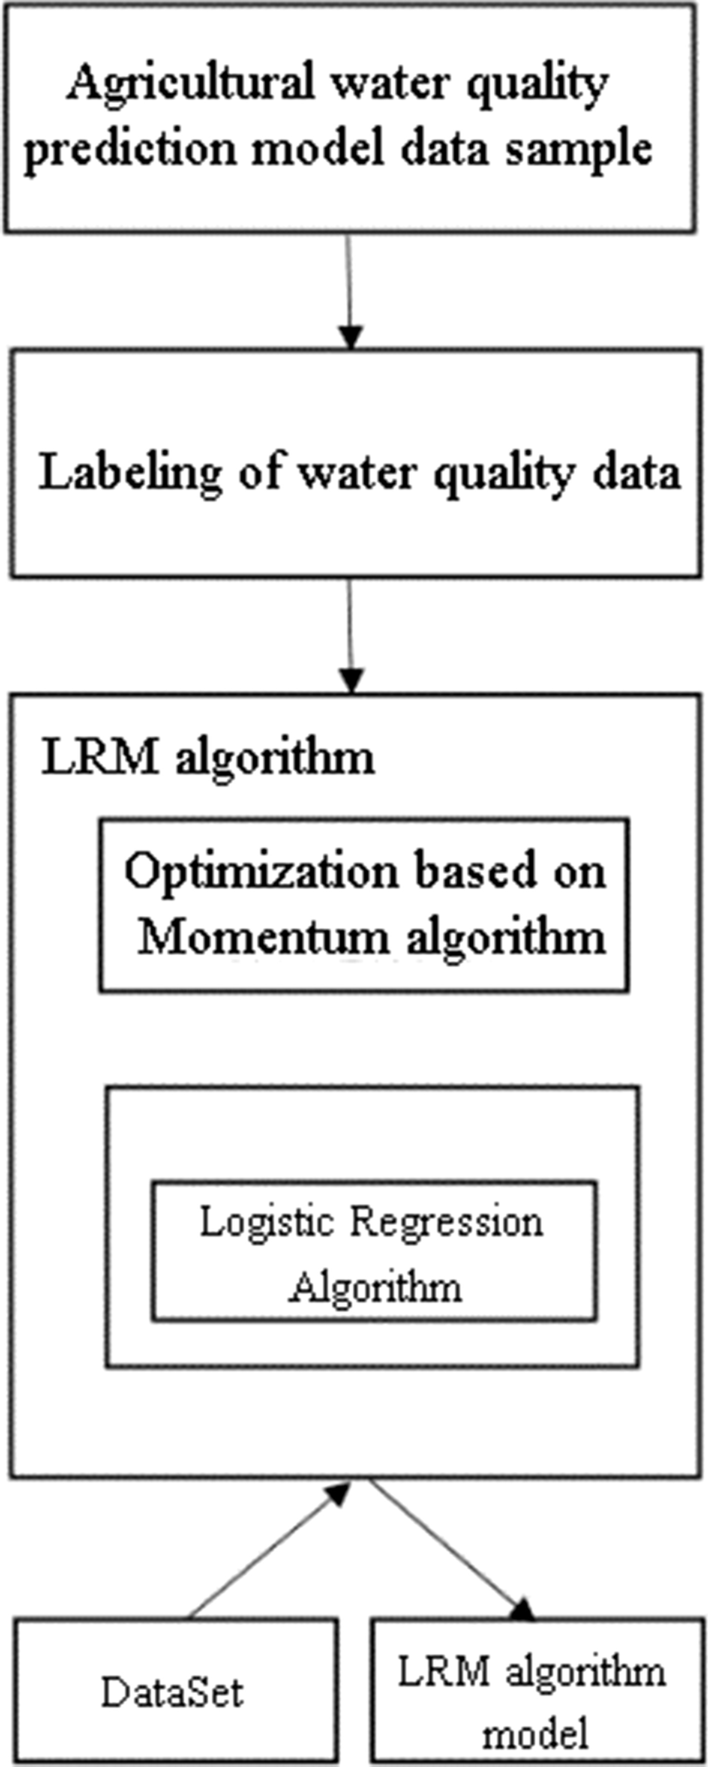 Agricultural water quality
prediction model data sample
Labeling of water quality data
LRM algorithm
Optimization based on
Momentum algorithm
Logistic Regression
Algorithm
DataSet
LRM algorithm
model